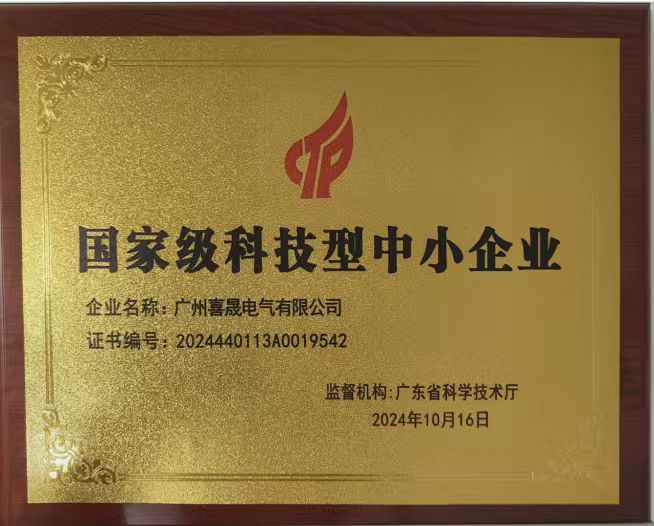 CTP
国家级科技型中小企业
企业名称：广州喜晟电气有限公司
证书编号：2024440113A0019542
监督机构:广东省科学技术厅
2024年10月16日